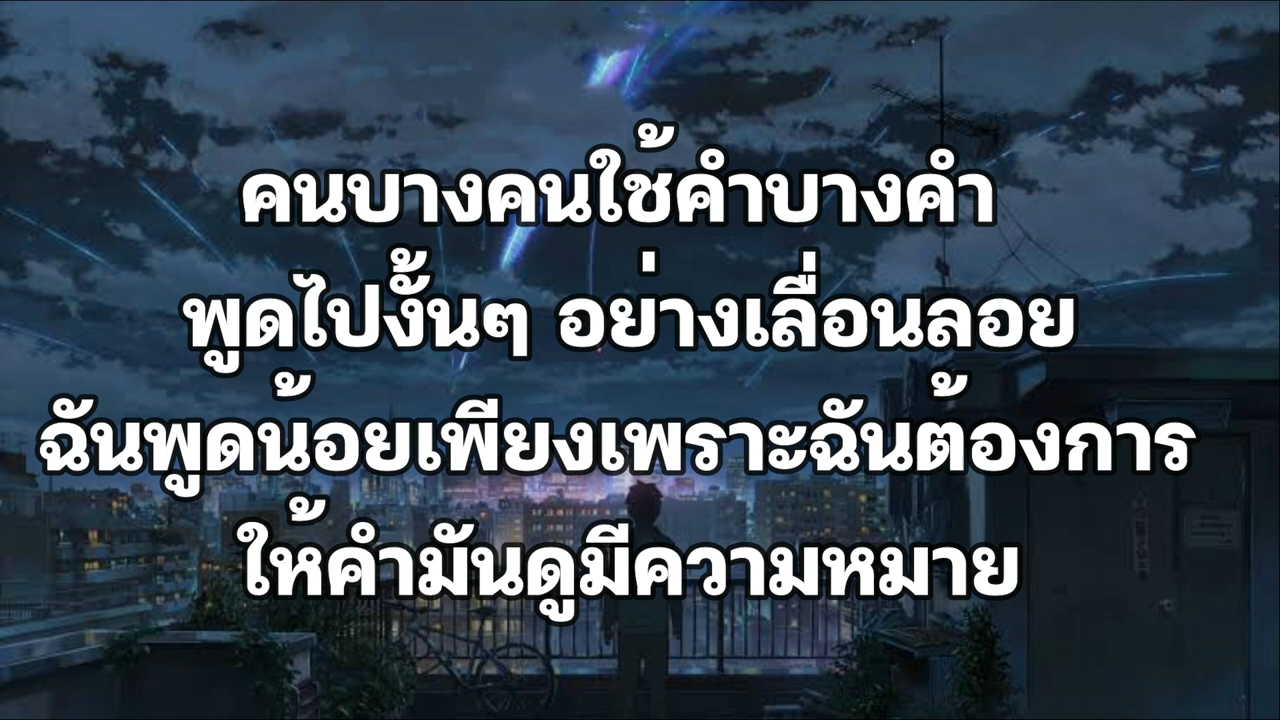 คนบางคนใช้คำบางคำ
พูดไปงั้นๆ อย่างเลื่อนลอย
ฉันพูดน้อยเพียงเพราะฉันต้องการ
ให้คำมันดูมีความหมาย